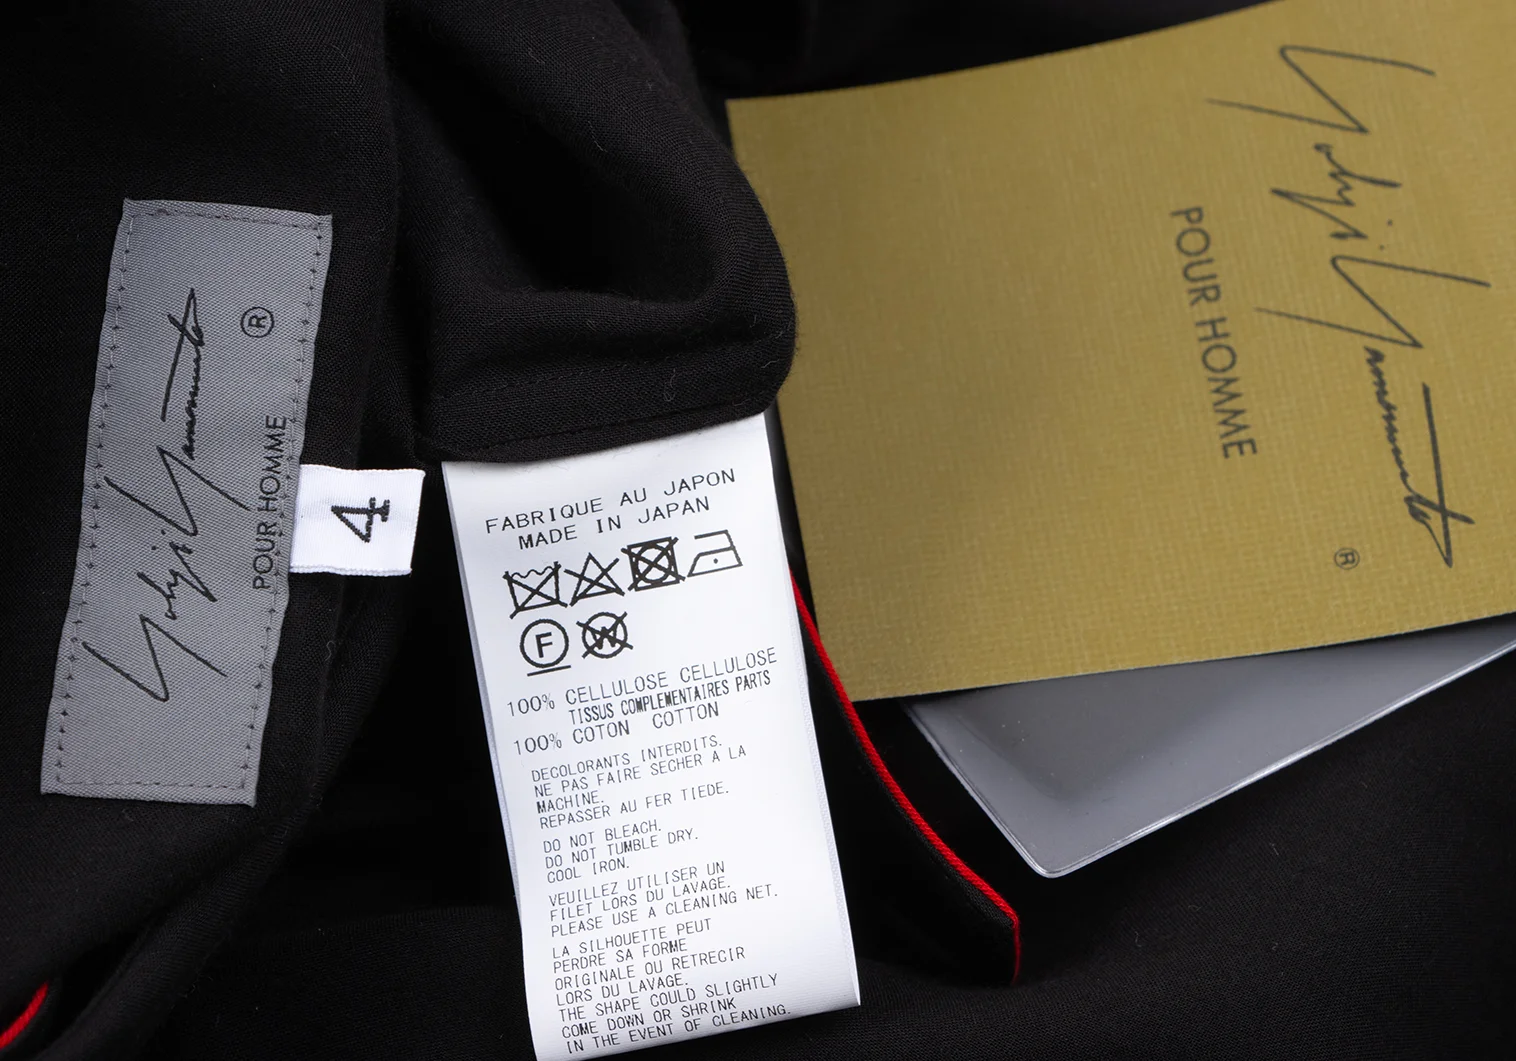 Yohji Yamamoto
POUR HOMME
®
4
FABRIQUE AU JAPON
MADE IN JAPAN
F
W
100% CELLULOSE CELLULOSE
TISSUS COMPLEMENTAIRES PARTS
100% COTON COTTON
DECOLORANTS INTERDITS.
NE PAS FAIRE SECHER A LA
MACHINE.
REPASSER AU FER TIEDE.
DO NOT BLEACH.
DO NOT TUMBLE DRY.
COOL IRON.
VEUILLEZ UTILISER UN
FILET LORS DU LAVAGE.
PLEASE USE A CLEANING NET.
LA SILHOUETTE PEUT
PERDRE SA FORME
ORIGINALE OU RETRECIR
LORS DU LAVAGE.
THE SHAPE COULD SLIGHTLY
COME DOWN OR SHRINK
IN THE EVENT OF CLEANING.
Yohji Yamamoto
POUR HOMME
®